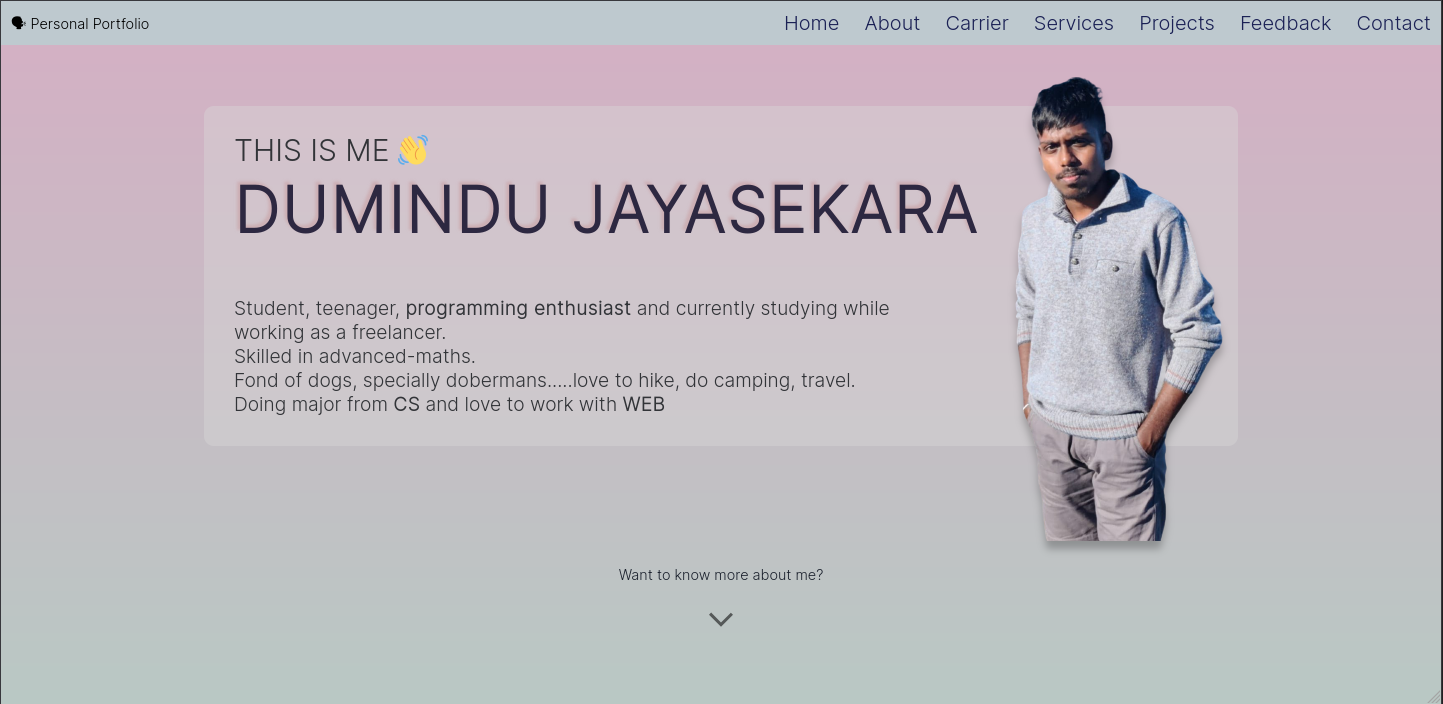 🗣 Personal Portfolio
Home About Carrier Services Projects Feedback Contact
THIS IS ME 👋
DUMINDU JAYASEKARA
Student, teenager, programming enthusiast and currently studying while
working as a freelancer.
Skilled in advanced-maths.
Fond of dogs, specially dobermans.....love to hike, do camping, travel.
Doing major from CS and love to work with WEB
Want to know more about me?